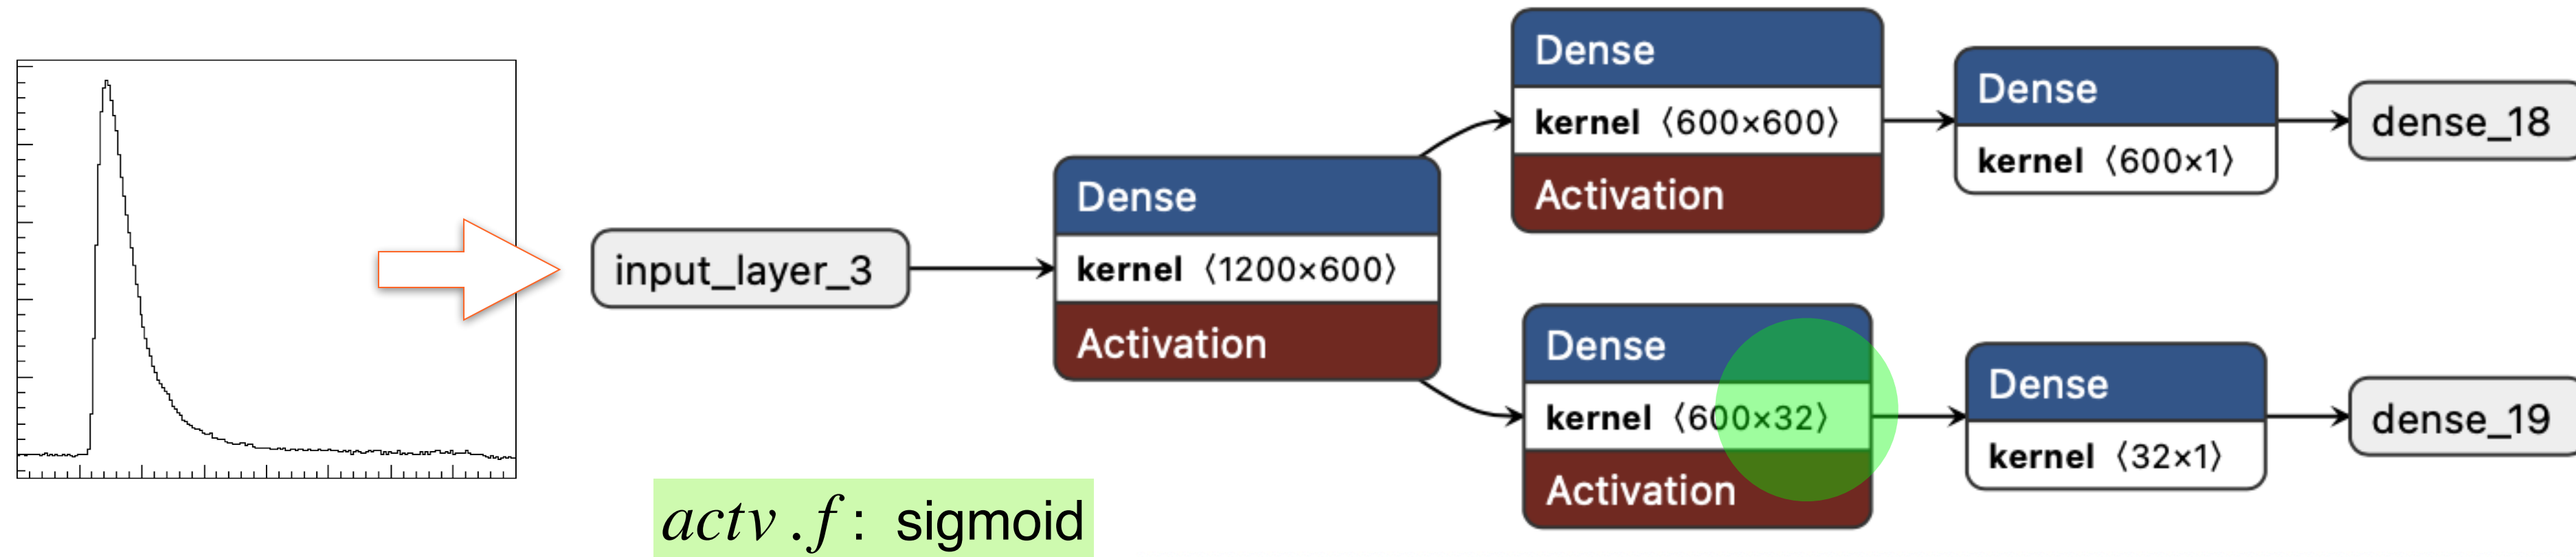 input_layer_3
Dense
kernel ⟨1200×600⟩
Activation
Dense
kernel ⟨600×600⟩
Activation
Dense
kernel ⟨600×1⟩
dense_18
Dense
kernel ⟨600×32⟩
Activation
Dense
kernel ⟨32×1⟩
dense_19
actv.f: sigmoid